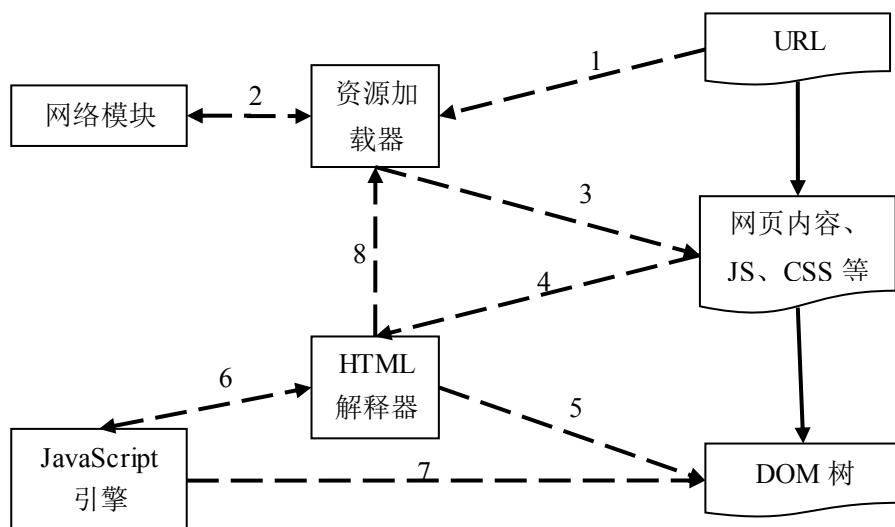 URL
1
网络模块
2
资源加
载器
3
网页内容、
JS、CSS 等
8
4
6
HTML
解释器
5
JavaScript
引擎
7
DOM 树